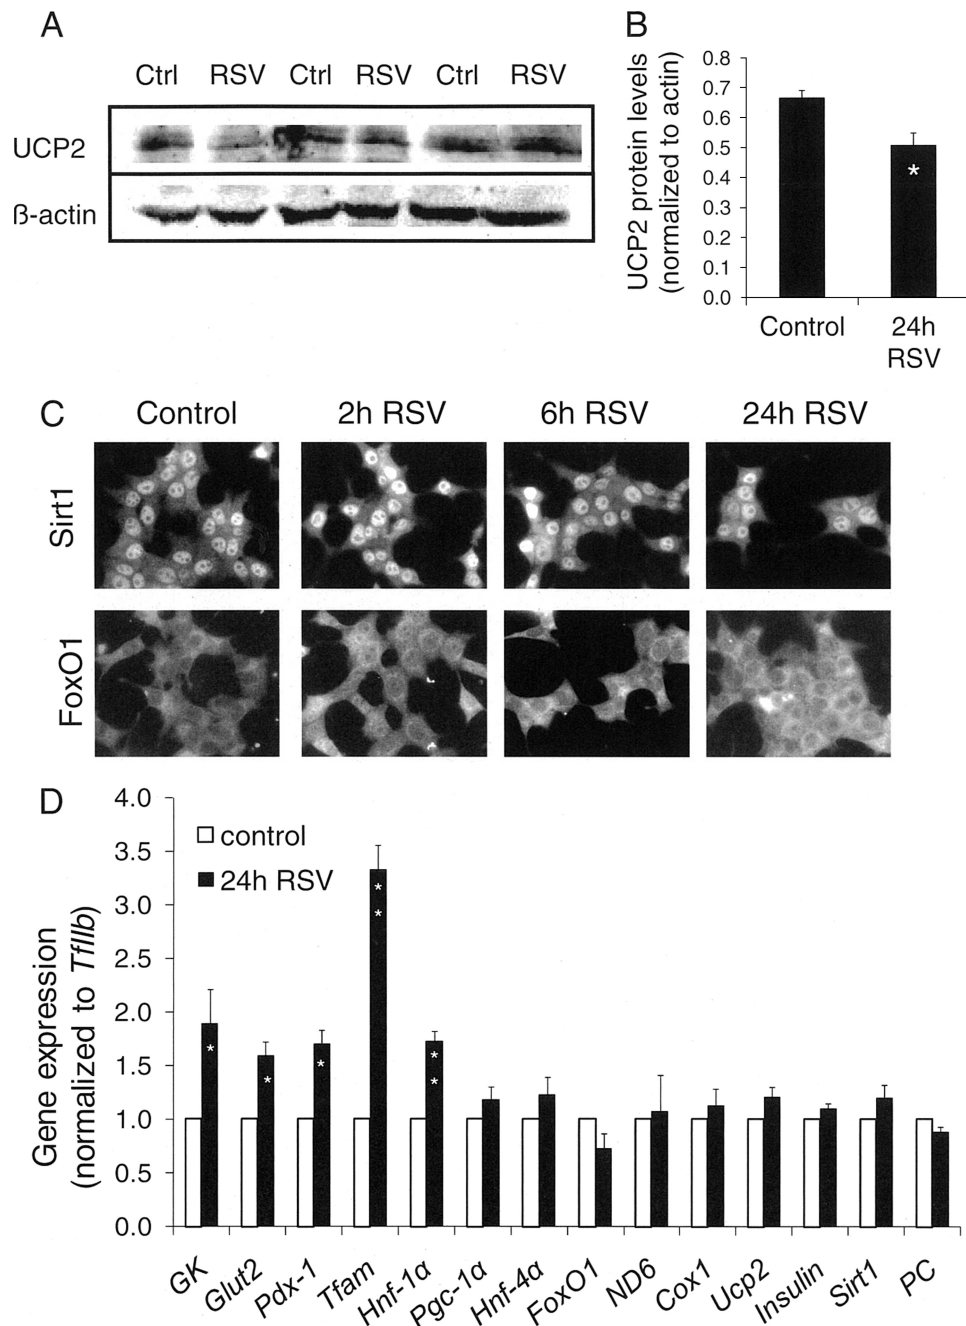 A
Ctrl RSV Ctrl RSV Ctrl RSV
UCP2
ß-actin
B
UCP2 protein levels
(normalized to actin)
0.8
0.7
0.6
0.5
0.4
0.3
0.2
0.1
0.0
*
Control
24h
RSV
C
Control 2h RSV 6h RSV 24h RSV
Sirt1
FoxO1
D
Gene expression
(normalized to TfIIb)
4.0
3.5
3.0
2.5
2.0
1.5
1.0
0.5
0.0
control
24h RSV
*
*
*
*
*
*
*
GK Glut2 Pdx-1 Tfam Hnf-1α Pgc-1α Hnf-4α FoxO1 ND6 Cox1 Ucp2 Insulin Sirt1 PC